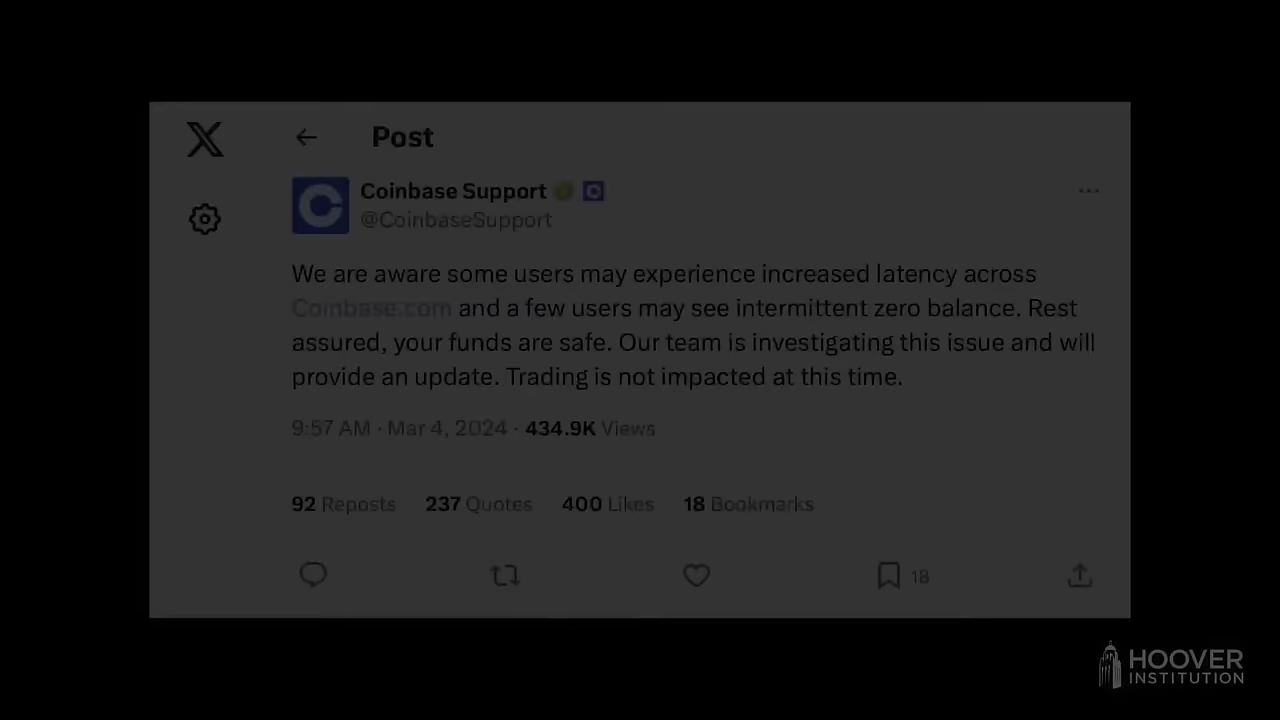 Post
Coinbase Support
@CoinbaseSupport
We are aware some users may experience increased latency across
Coinbase.com and a few users may see intermittent zero balance. Rest
assured, your funds are safe. Our team is investigating this issue and will
provide an update. Trading is not impacted at this time.
9:57 AM · Mar 4, 2024 · 434.9K Views
92 Reposts 237 Quotes 400 Likes 18 Bookmarks
18
HOOVER
INSTITUTION